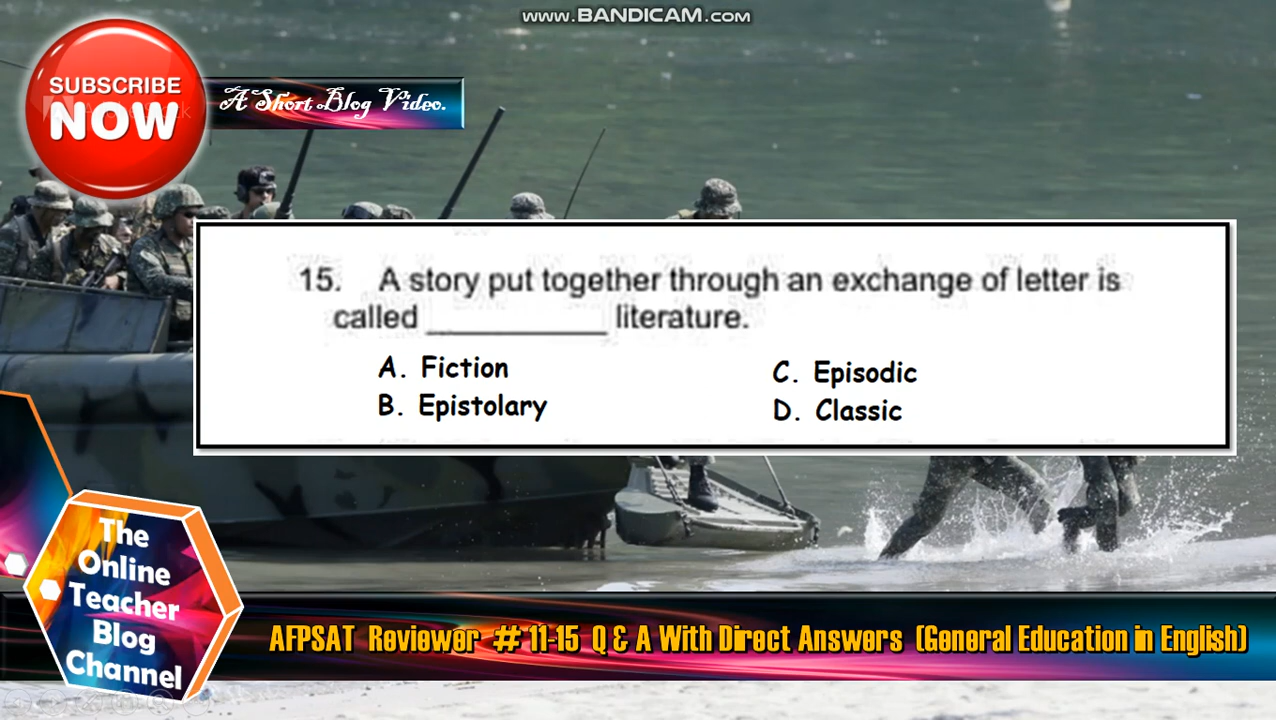 www.BANDICAM.com
SUBSCRIBE
NOW
A Short Blog Video.
15. A story put together through an exchange of letter is
called ____________ literature.
A. Fiction
B. Epistolary
C. Episodic
D. Classic
The
Online
Teacher
Blog
Channel
AFPSAT Reviewer # 11-15 Q & A With Direct Answers (General Education in English)